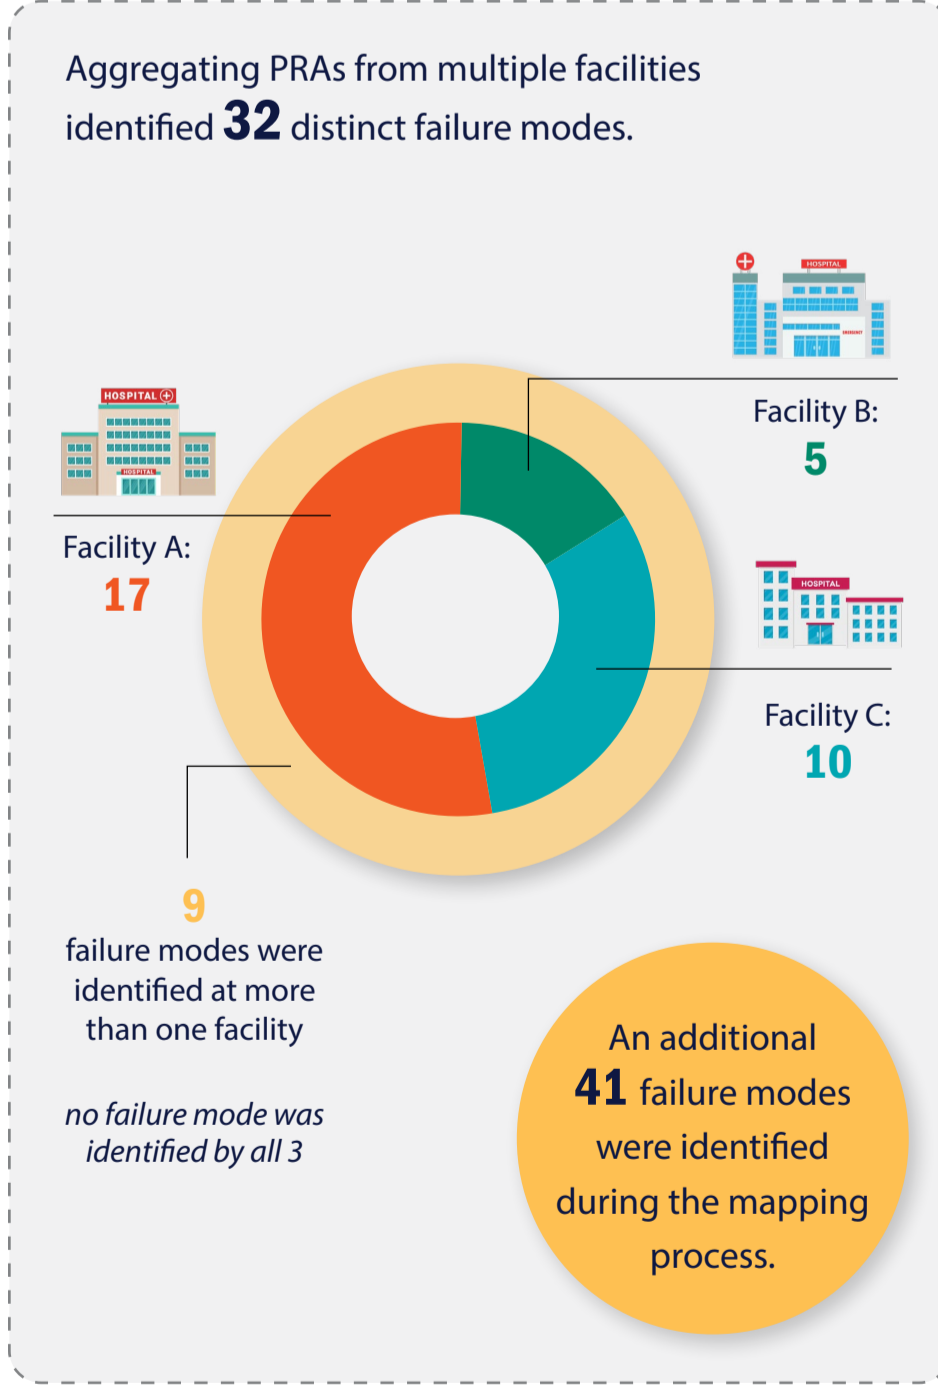 Aggregating PRAs from multiple facilities
identified 32 distinct failure modes.
HOSPITAL
EMERGENCY
Facility B:
5
HOSPITAL
HOSPITAL
Facility A:
17
HOSPITAL
Facility C:
10
9
failure modes were
identified at more
than one facility
no failure mode was
identified by all 3
An additional
41 failure modes
were identified
during the mapping
process.